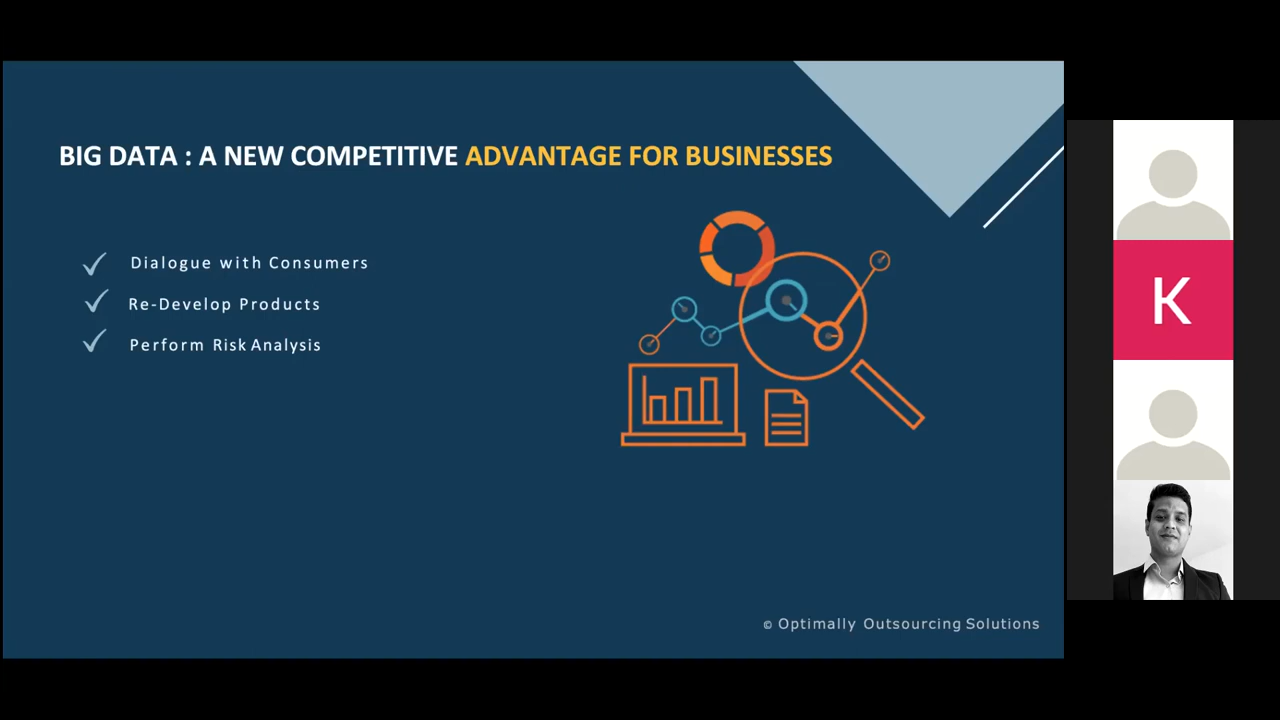 BIG DATA : A NEW COMPETITIVE ADVANTAGE FOR BUSINESSES
Dialogue with Consumers
Re-Develop Products
Perform Risk Analysis
K
© Optimally Outsourcing Solutions